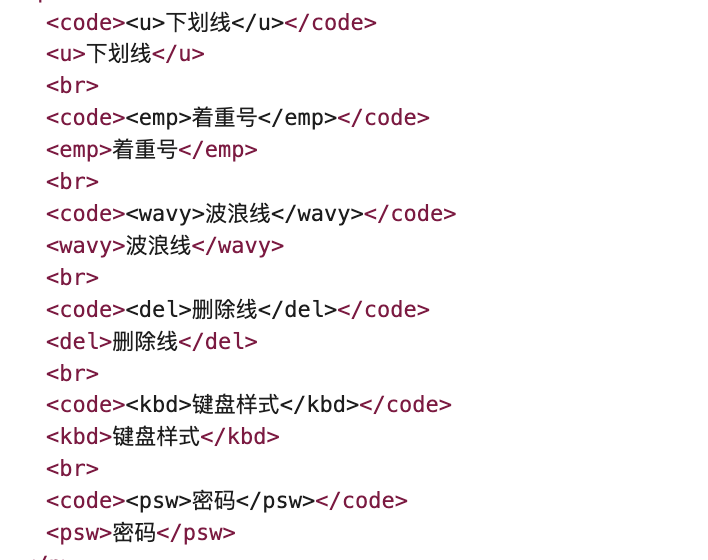 <code><u>下划线</u></code>
<u>下划线</u>
<br>
<code><emp>着重号</emp></code>
<emp>着重号</emp>
<br>
<code><wavy>波浪线</wavy></code>
<wavy>波浪线</wavy>
<br>
<code><del>删除线</del></code>
<del>删除线</del>
<br>
<code><kbd>键盘样式</kbd></code>
<kbd>键盘样式</kbd>
<br>
<code><psw>密码</psw></code>
<psw>密码</psw>